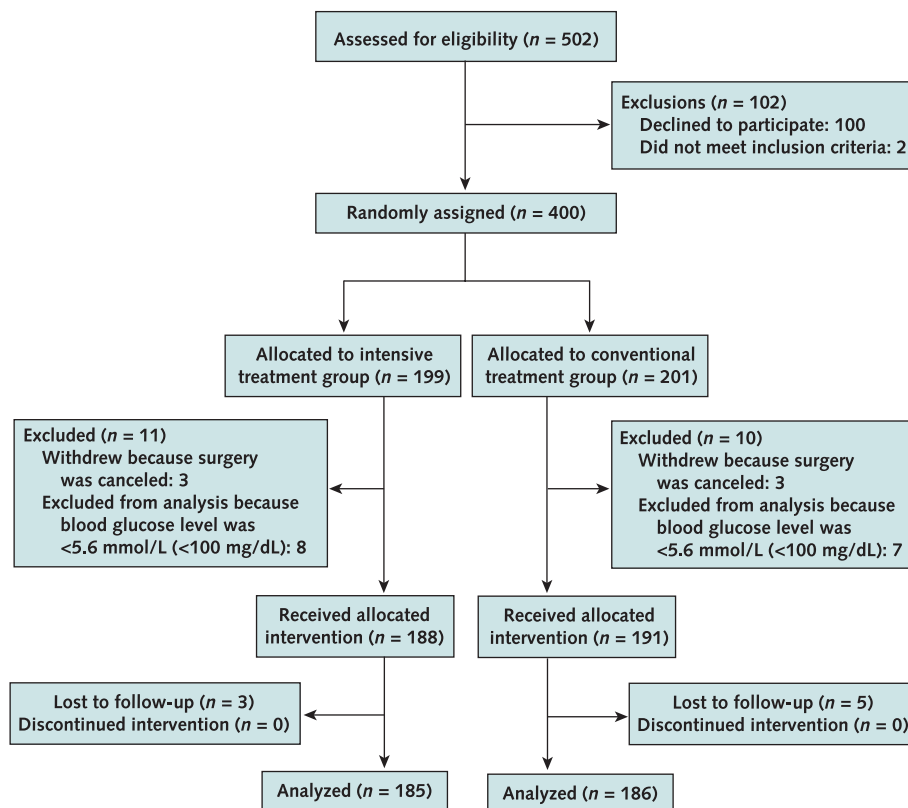 Assessed for eligibility (n = 502)
Exclusions (n = 102)
Declined to participate: 100
Did not meet inclusion criteria: 2
Randomly assigned (n = 400)
Allocated to intensive
treatment group (n = 199)
Allocated to conventional
treatment group (n = 201)
Excluded (n = 11)
Withdrew because surgery
was canceled: 3
Excluded from analysis because
blood glucose level was
<5.6 mmol/L (<100 mg/dL): 8
Excluded (n = 10)
Withdrew because surgery
was canceled: 3
Excluded from analysis because
blood glucose level was
<5.6 mmol/L (<100 mg/dL): 7
Received allocated
intervention (n = 188)
Received allocated
intervention (n = 191)
Lost to follow-up (n = 3)
Discontinued intervention (n = 0)
Lost to follow-up (n = 5)
Discontinued intervention (n = 0)
Analyzed (n = 185)
Analyzed (n = 186)